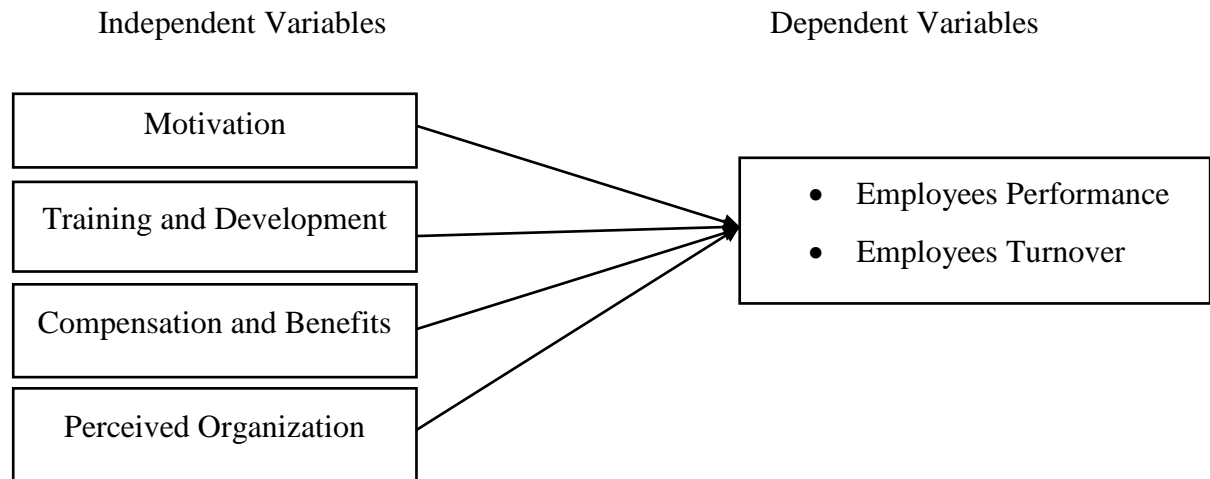 Independent Variables
Dependent Variables
Motivation
Training and Development
Compensation and Benefits
Perceived Organization
• Employees Performance
• Employees Turnover